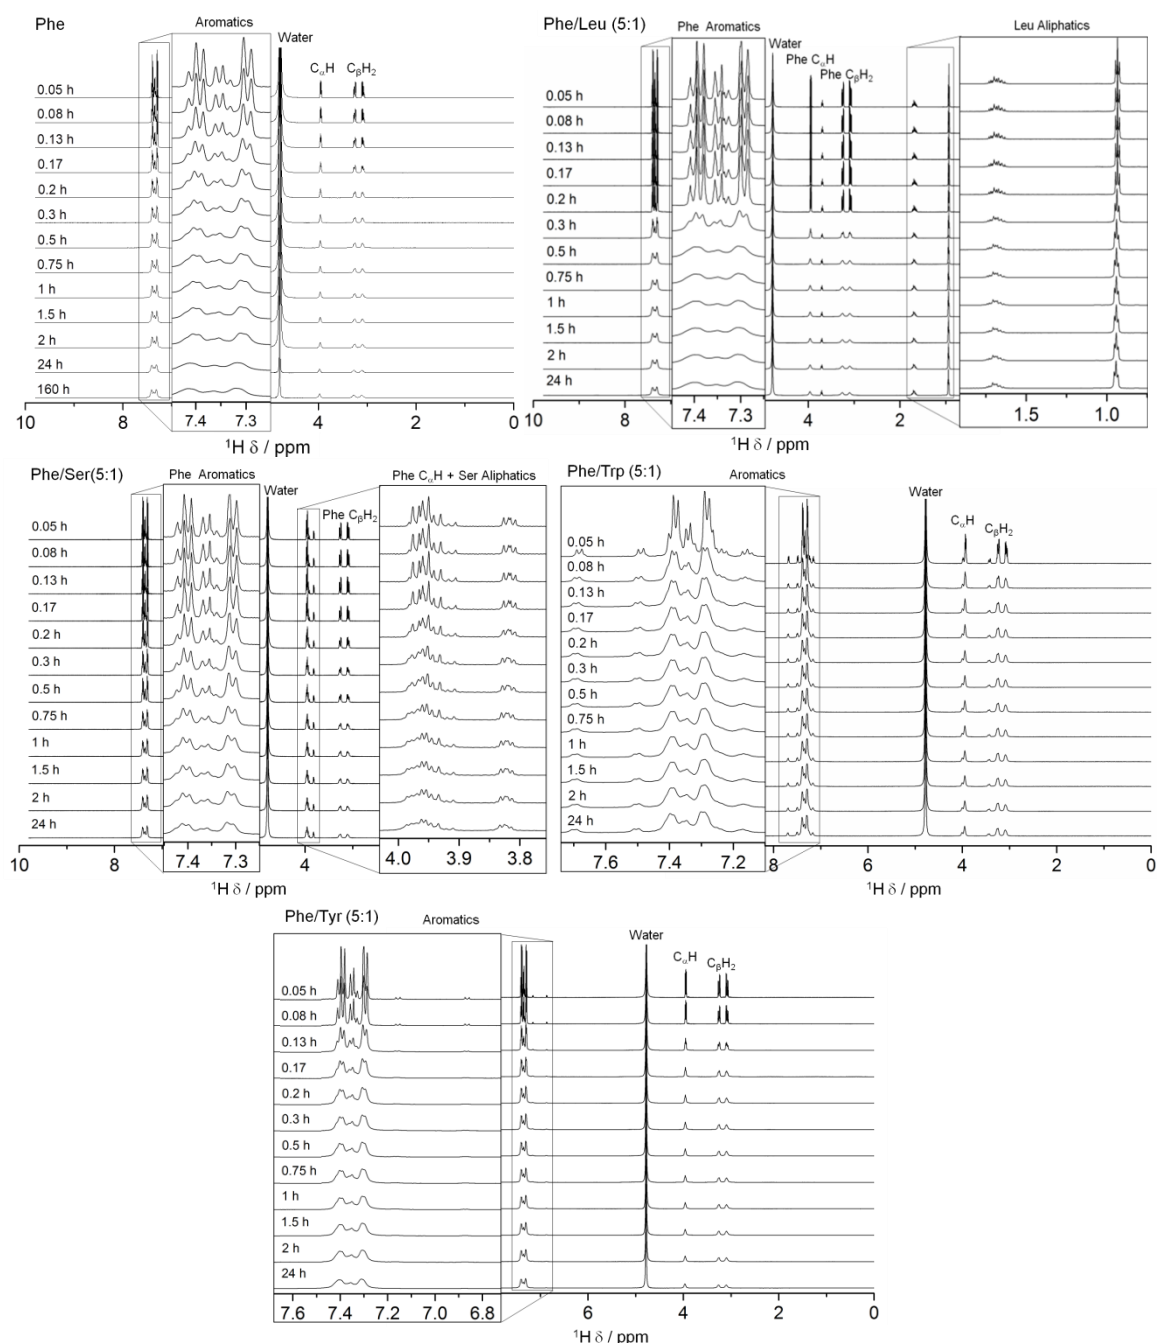 Phe
Aromatics
Water
CαH
CβH2
0.05 h
0.08 h
0.13 h
0.17
0.2 h
0.3 h
0.5 h
0.75 h
1 h
1.5 h
2 h
24 h
160 h
10
8
7.4
7.3
4
2
0
1H δ / ppm
Phe/Leu (5:1)
Phe Aromatics
Water
Phe CαH
Phe CβH2
Leu Aliphatics
0.05 h
0.08 h
0.13 h
0.17
0.2 h
0.3 h
0.5 h
0.75 h
1 h
1.5 h
2 h
24 h
10
8
7.4
7.3
4
2
1.5
1.0
1H δ / ppm
Phe/Ser(5:1)
Phe Aromatics
Water
Phe CβH2
Phe CαH + Ser Aliphatics
0.05 h
0.08 h
0.13 h
0.17
0.2 h
0.3 h
0.5 h
0.75 h
1 h
1.5 h
2 h
24 h
10
8
7.4
7.3
4
4.0
3.9
3.8
1H δ / ppm
Phe/Trp (5:1)
Aromatics
Water
CαH
CβH2
0.05 h
0.08 h
0.13 h
0.17
0.2 h
0.3 h
0.5 h
0.75 h
1 h
1.5 h
2 h
24 h
7.6
7.4
7.2
8
7
6
4
2
0
1H δ / ppm
Phe/Tyr (5:1)
Aromatics
Water
CαH
CβH2
0.05 h
0.08 h
0.13 h
0.17
0.2 h
0.3 h
0.5 h
0.75 h
1 h
1.5 h
2 h
24 h
7.6
7.4
7.2
7.0
6.8
6
4
2
0
1H δ / ppm